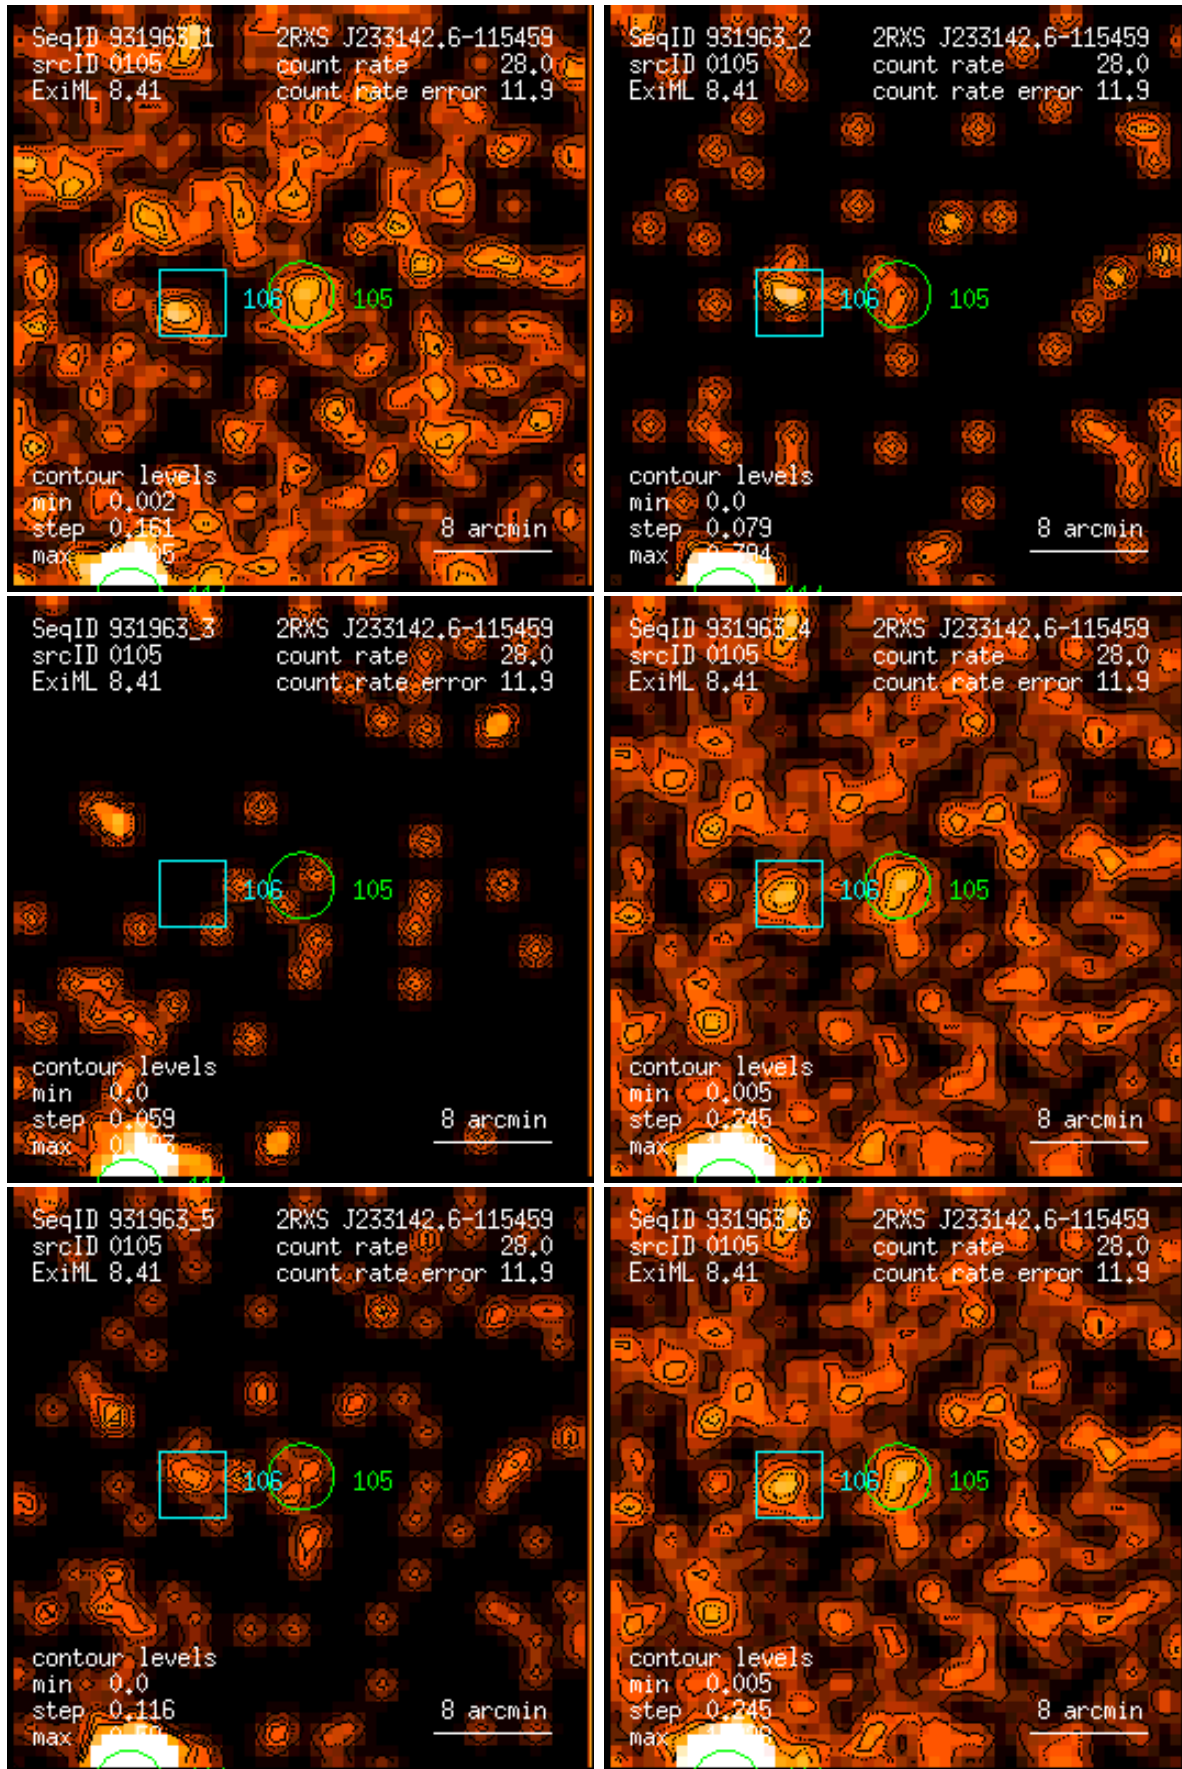 SeqID 931963_1 2RXS J233142.6-115459
srcID 0105 count rate 28.0
ExiML 8.41 count rate error 11.9
106 105
contour levels
min 0.002
step 0.161 8 arcmin
max
SeqID 931963_2 2RXS J233142.6-115459
srcID 0105 count rate 28.0
ExiML 8.41 count rate error 11.9
106 105
contour levels
min 0.0
step 0.079 8 arcmin
max 0.794
SeqID 931963_3 2RXS J233142.6-115459
srcID 0105 count rate 28.0
ExiML 8.41 count rate error 11.9
106 105
contour levels
min 0.0
step 0.059 8 arcmin
max
SeqID 931963_4 2RXS J233142.6-115459
srcID 0105 count rate 28.0
ExiML 8.41 count rate error 11.9
106 105
contour levels
min 0.005
step 0.245 8 arcmin
max
SeqID 931963_5 2RXS J233142.6-115459
srcID 0105 count rate 28.0
ExiML 8.41 count rate error 11.9
106 105
contour levels
min 0.0
step 0.116 8 arcmin
max
SeqID 931963_6 2RXS J233142.6-115459
srcID 0105 count rate 28.0
ExiML 8.41 count rate error 11.9
106 105
contour levels
min 0.005
step 0.245 8 arcmin
max